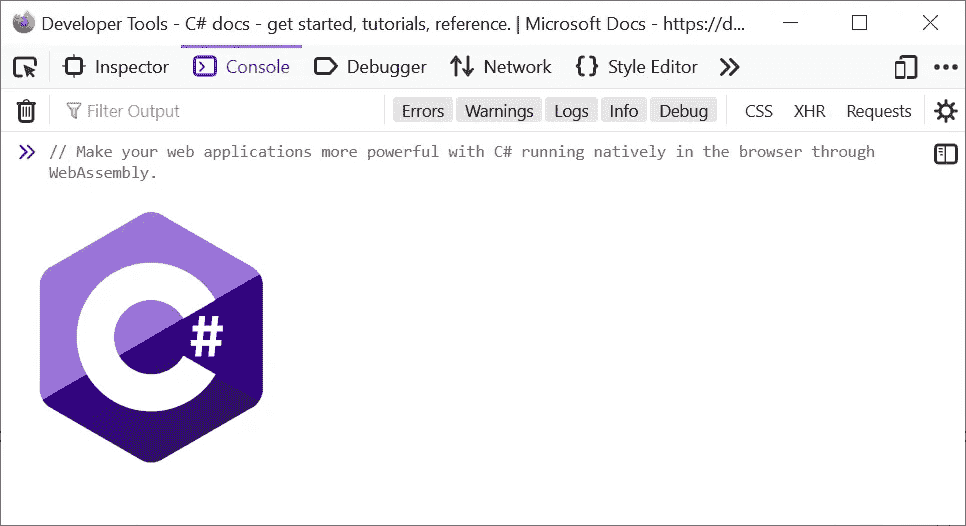 Developer Tools - C# docs - get started, tutorials, reference. | Microsoft Docs - https://d...
Inspector Console Debugger Network Style Editor
Filter Output Errors Warnings Logs Info Debug CSS XHR Requests
// Make your web applications more powerful with C# running natively in the browser through
WebAssembly.
C#